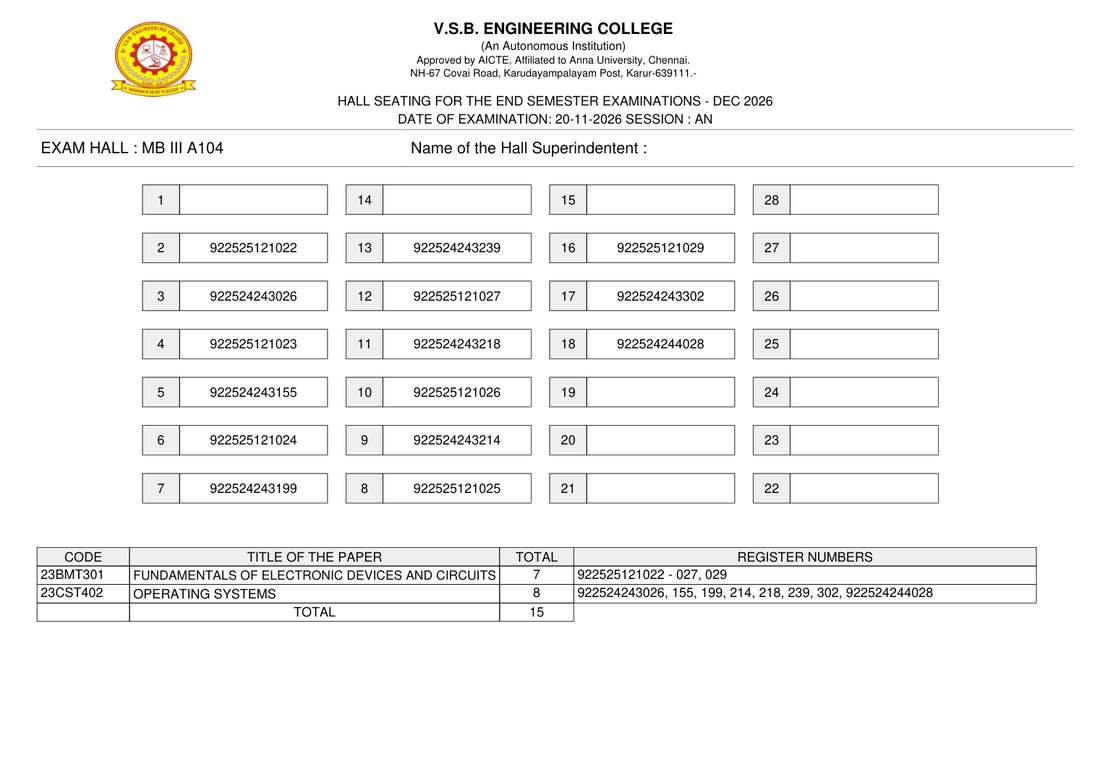 V.S.B. ENGINEERING COLLEGE
(An Autonomous Institution)
Approved by AICTE, Affiliated to Anna University, Chennai.
NH-67 Covai Road, Karudayampalayam Post, Karur-639111.-
HALL SEATING FOR THE END SEMESTER EXAMINATIONS - DEC 2026
DATE OF EXAMINATION: 20-11-2026 SESSION : AN
EXAM HALL : MB III A104 Name of the Hall Superindentent :
1 14 15 28
2 922525121022 13 922524243239 16 922525121029 27
3 922524243026 12 922525121027 17 922524243302 26
4 922525121023 11 922524243218 18 922524244028 25
5 922524243155 10 922525121026 19 24
6 922525121024 9 922524243214 20 23
7 922524243199 8 922525121025 21 22
CODE TITLE OF THE PAPER TOTAL REGISTER NUMBERS
23BMT301 FUNDAMENTALS OF ELECTRONIC DEVICES AND CIRCUITS 7 922525121022 - 027, 029
23CST402 OPERATING SYSTEMS 8 922524243026, 155, 199, 214, 218, 239, 302, 922524244028
TOTAL 15